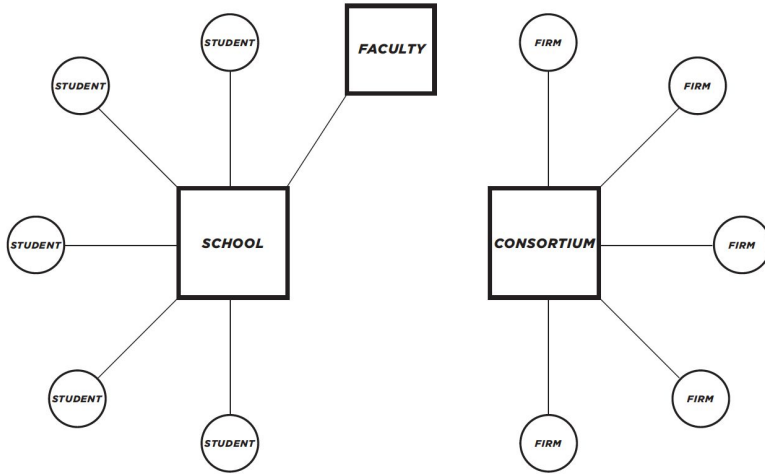 STUDENT
FACULTY
FIRM
STUDENT
FIRM
STUDENT
SCHOOL
CONSORTIUM
FIRM
STUDENT
FIRM
STUDENT
FIRM